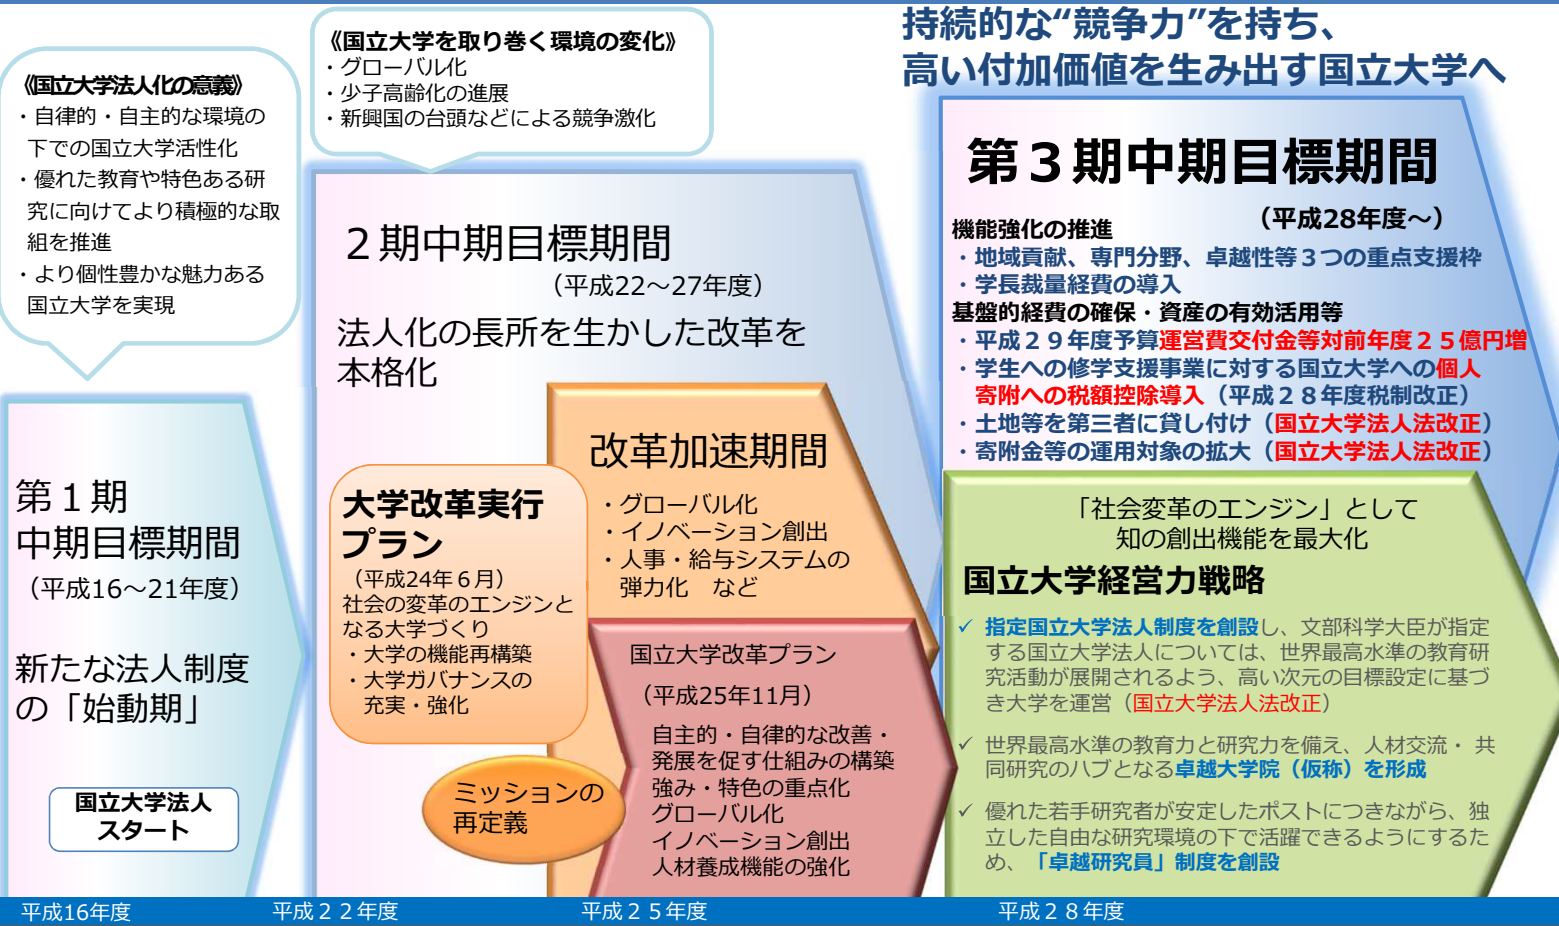 持続的な“競争力”を持ち、
高い付加価値を生み出す国立大学へ
《国立大学法人化の意義》
・自律的・自主的な環境の
下での国立大学活性化
・優れた教育や特色ある研
究に向けてより積極的な取
組を推進
・より個性豊かな魅力ある
国立大学を実現
《国立大学を取り巻く環境の変化》
・グローバル化
・少子高齢化の進展
・新興国の台頭などによる競争激化
第１期
中期目標期間
（平成16～21年度）
新たな法人制度
の「始動期」
国立大学法人
スタート
２期中期目標期間
（平成22～27年度）
法人化の長所を生かした改革を
本格化
大学改革実行
プラン
（平成24年６月）
社会の変革のエンジンと
なる大学づくり
・大学の機能再構築
・大学ガバナンスの
充実・強化
ミッションの
再定義
改革加速期間
・グローバル化
・イノベーション創出
・人事・給与システムの
弾力化　など
国立大学改革プラン
（平成25年11月）
自主的・自律的な改善・
発展を促す仕組みの構築
強み・特色の重点化
グローバル化
イノベーション創出
人材養成機能の強化
第３期中期目標期間
（平成28年度～）
機能強化の推進
・地域貢献、専門分野、卓越性等３つの重点支援枠
・学長裁量経費の導入
基盤的経費の確保・資産の有効活用等
・平成２９年度予算運営費交付金等対前年度２５億円増
・学生への修学支援事業に対する国立大学への個人
寄附への税額控除導入（平成２８年度税制改正）
・土地等を第三者に貸し付け（国立大学法人法改正）
・寄附金等の運用対象の拡大（国立大学法人法改正）
「社会変革のエンジン」として
知の創出機能を最大化
国立大学経営力戦略
✓ 指定国立大学法人制度を創設し、文部科学大臣が指定
する国立大学法人については、世界最高水準の教育研
究活動が展開されるよう、高い次元の目標設定に基づ
き大学を運営（国立大学法人法改正）
✓ 世界最高水準の教育力と研究力を備え、人材交流・ 共
同研究のハブとなる卓越大学院（仮称）を形成
✓ 優れた若手研究者が安定したポストにつきながら、独
立した自由な研究環境の下で活躍できるようにするた
め、「卓越研究員」制度を創設
平成16年度
平成２２年度
平成２５年度
平成２８年度